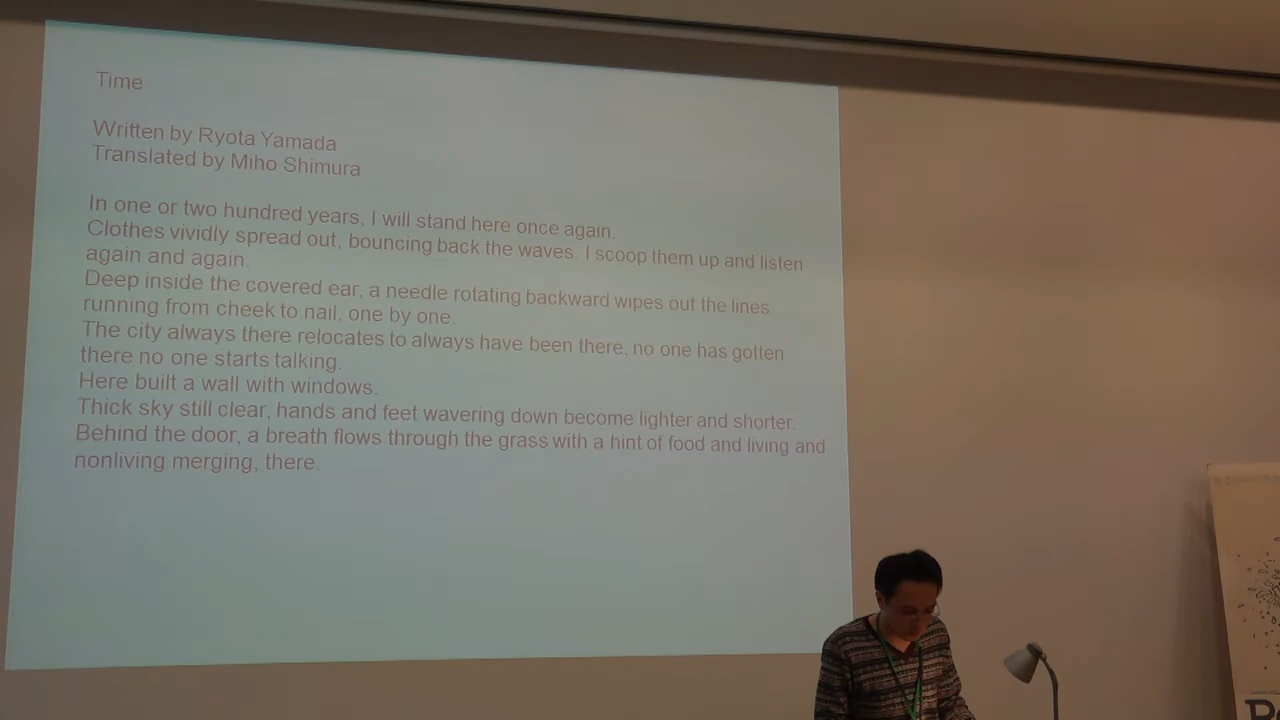 Time
Written by Ryota Yamada
Translated by Miho Shimura
In one or two hundred years, I will stand here once again.
Clothes vividly spread out, bouncing back the waves. I scoop them up and listen
again and again.
Deep inside the covered ear, a needle rotating backward wipes out the lines
running from cheek to nail, one by one.
The city always there relocates to always have been there, no one has gotten
there no one starts talking.
Here built a wall with windows.
Thick sky still clear, hands and feet wavering down become lighter and shorter.
Behind the door, a breath flows through the grass with a hint of food and living and
nonliving merging, there.